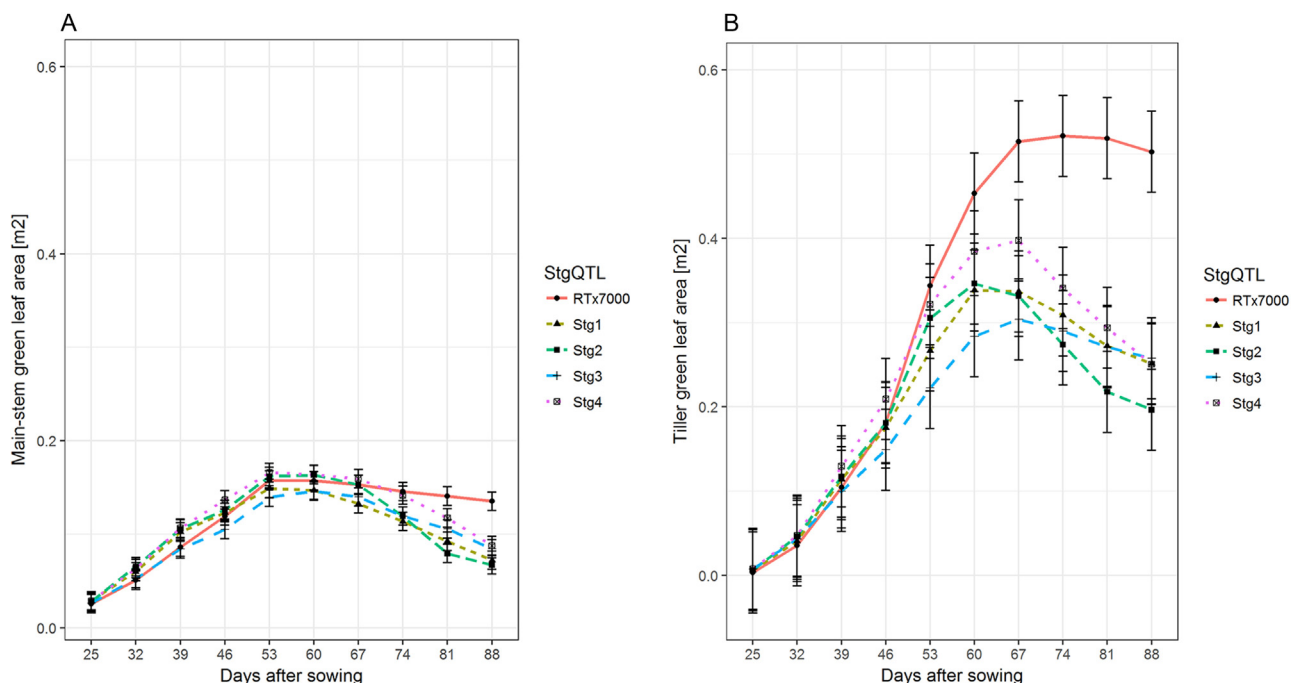 A
Main-stem green leaf area [m2]
0.6
0.4
0.2
0.0
25 32 39 46 53 60 67 74 81 88
Days after sowing
StgQTL
RTx7000
Stg1
Stg2
Stg3
Stg4
B
Tiller green leaf area [m2]
0.6
0.4
0.2
0.0
25 32 39 46 53 60 67 74 81 88
Days after sowing
StgQTL
RTx7000
Stg1
Stg2
Stg3
Stg4